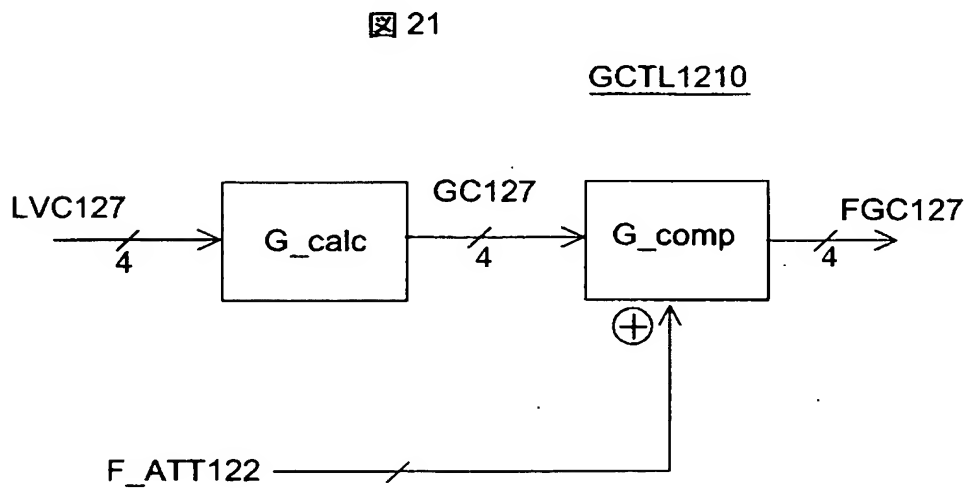 図 21
GCTL1210
LVC127
4
G_calc
GC127
4
G_comp
FGC127
4
+
F_ATT122